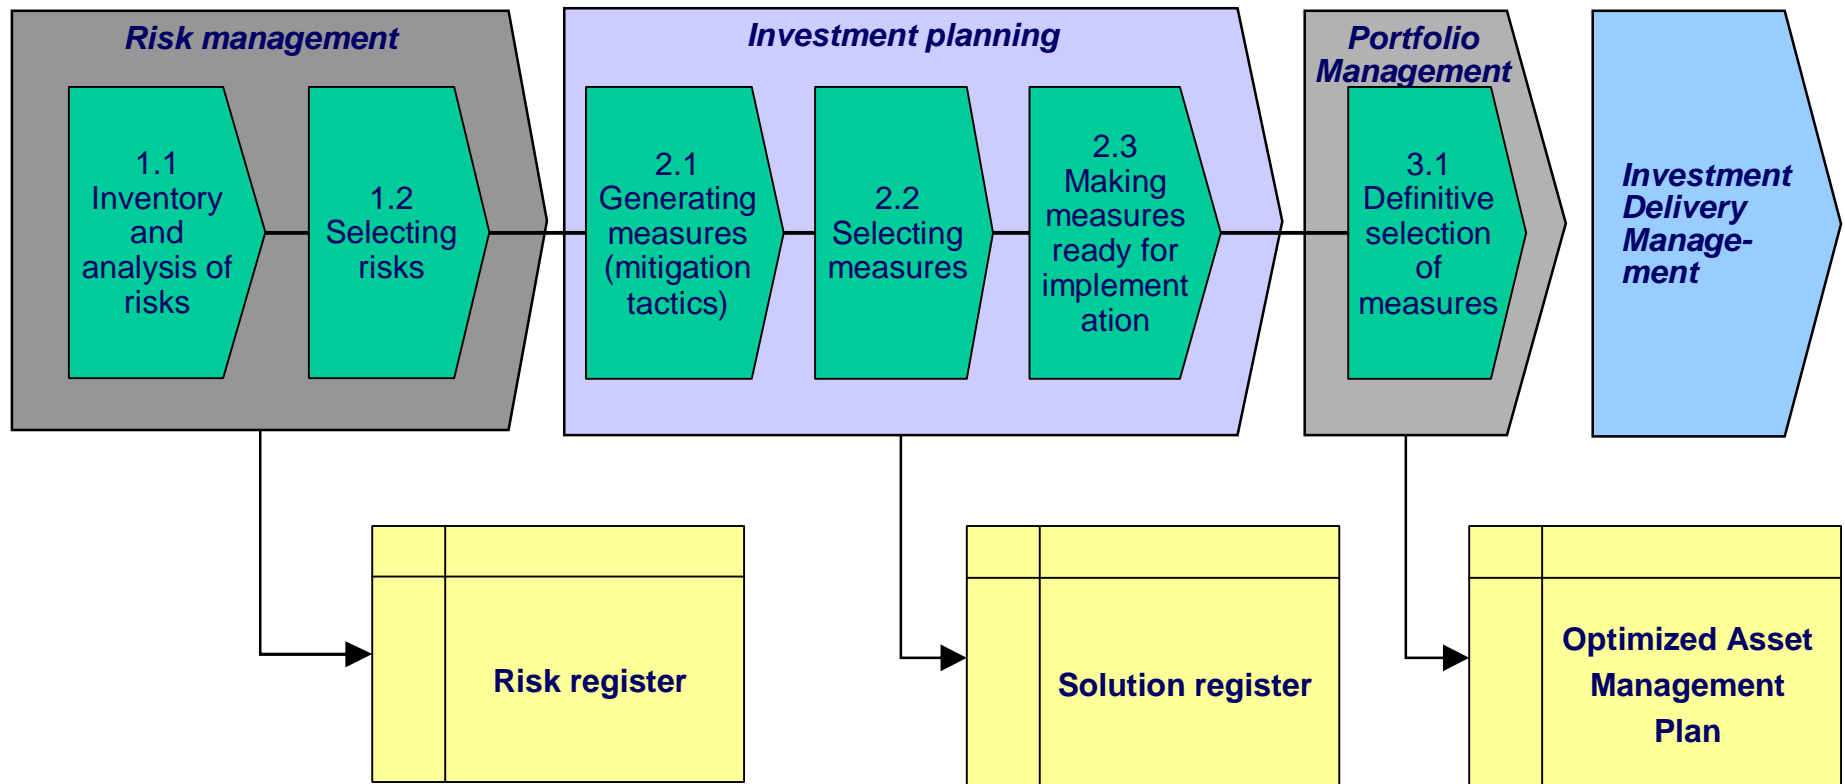 Risk management
1.1
Inventory
and
analysis of
risks
1.2
Selecting
risks
Investment planning
2.1
Generating
measures
(mitigation
tactics)
2.2
Selecting
measures
2.3
Making
measures
ready for
implement
ation
Portfolio
Management
3.1
Definitive
selection
of
measures
Investment
Delivery
Manage-
ment
Risk register
Solution register
Optimized Asset
Management
Plan